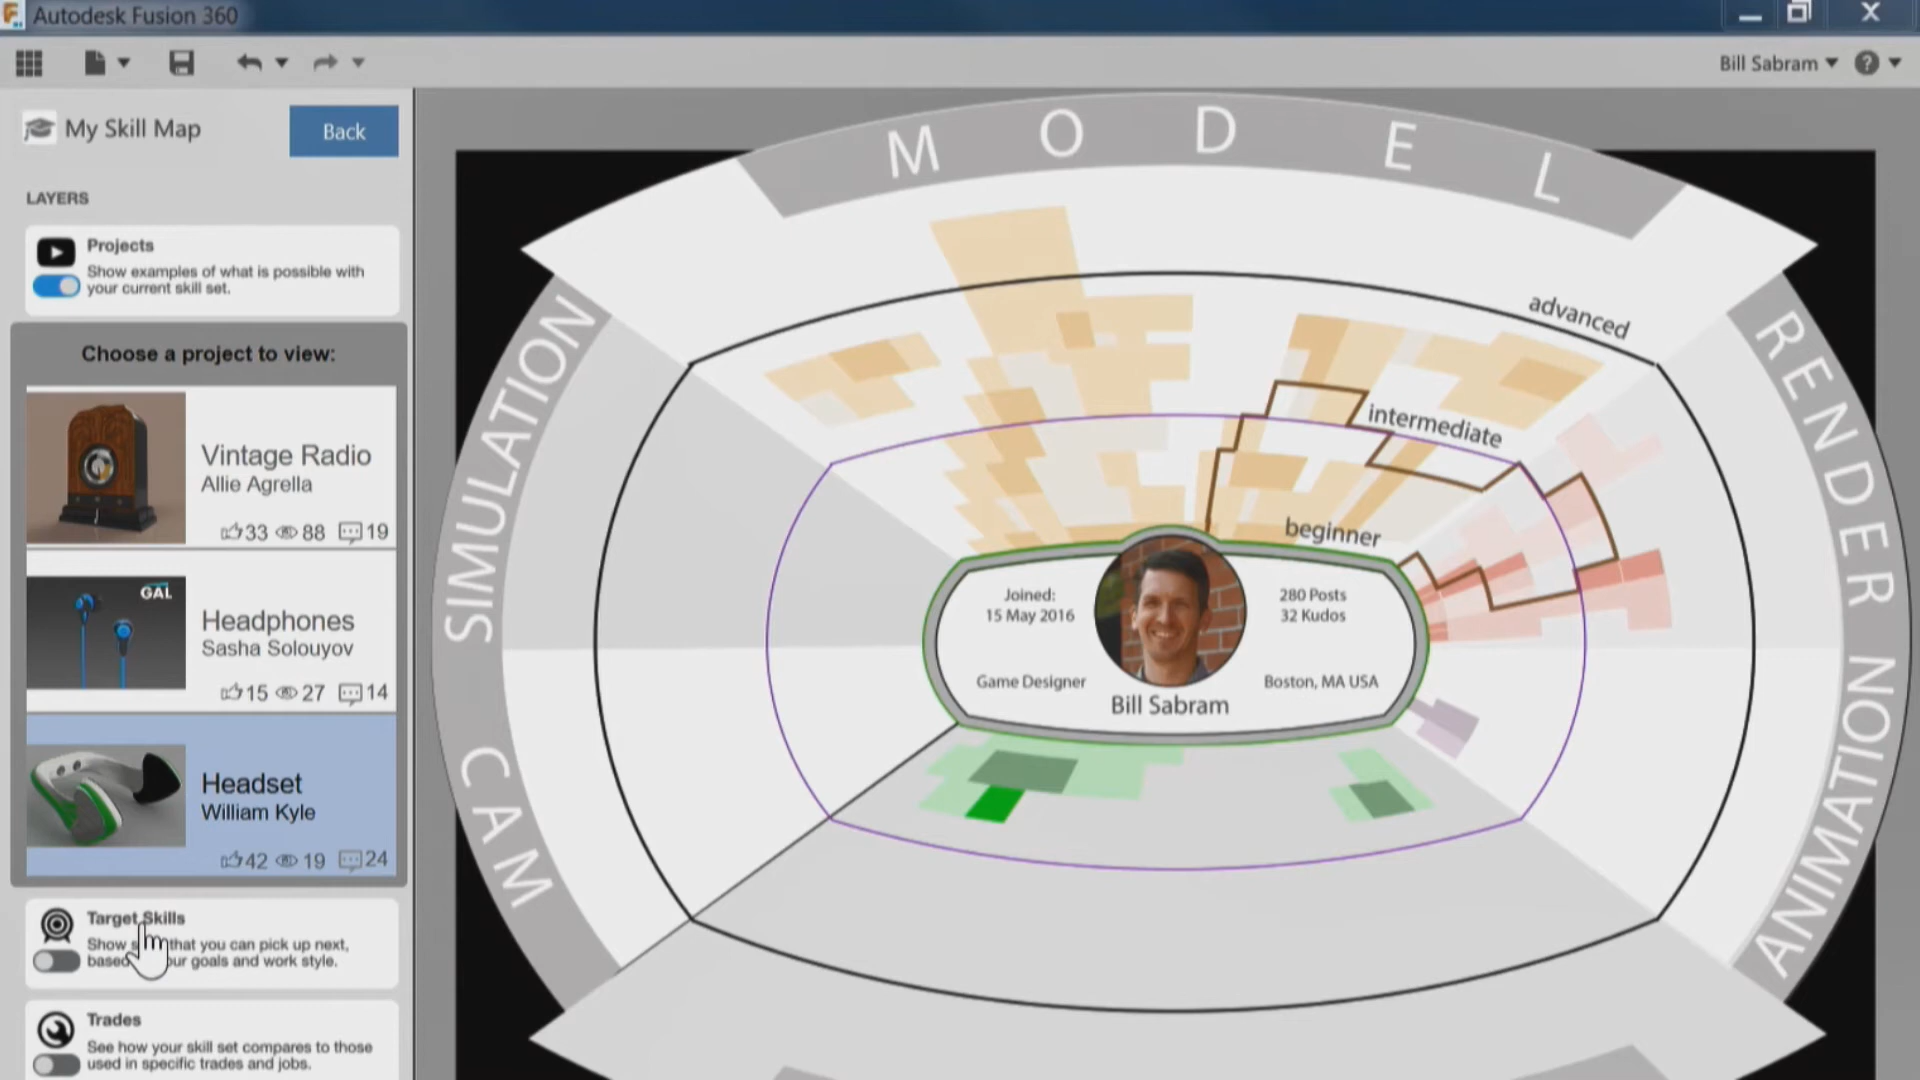 Autodesk Fusion 360
Bill Sabram
?
My Skill Map
Back
LAYERS
Projects
Show examples of what is possible with
your current skill set.
Choose a project to view:
Vintage Radio
Allie Agrella
33 88 19
GAL
Headphones
Sasha Solouyov
15 27 14
Headset
William Kyle
42 19 24
Target Skills
Show that you can pick up next,
goals and work style.
Trades
See how your skill set compares to those
used in specific trades and jobs.
MODEL
SIMULATION
RENDER
CAM
ANIMATION
advanced
intermediate
beginner
Joined:
15 May 2016
280 Posts
32 Kudos
Game Designer
Boston, MA USA
Bill Sabram